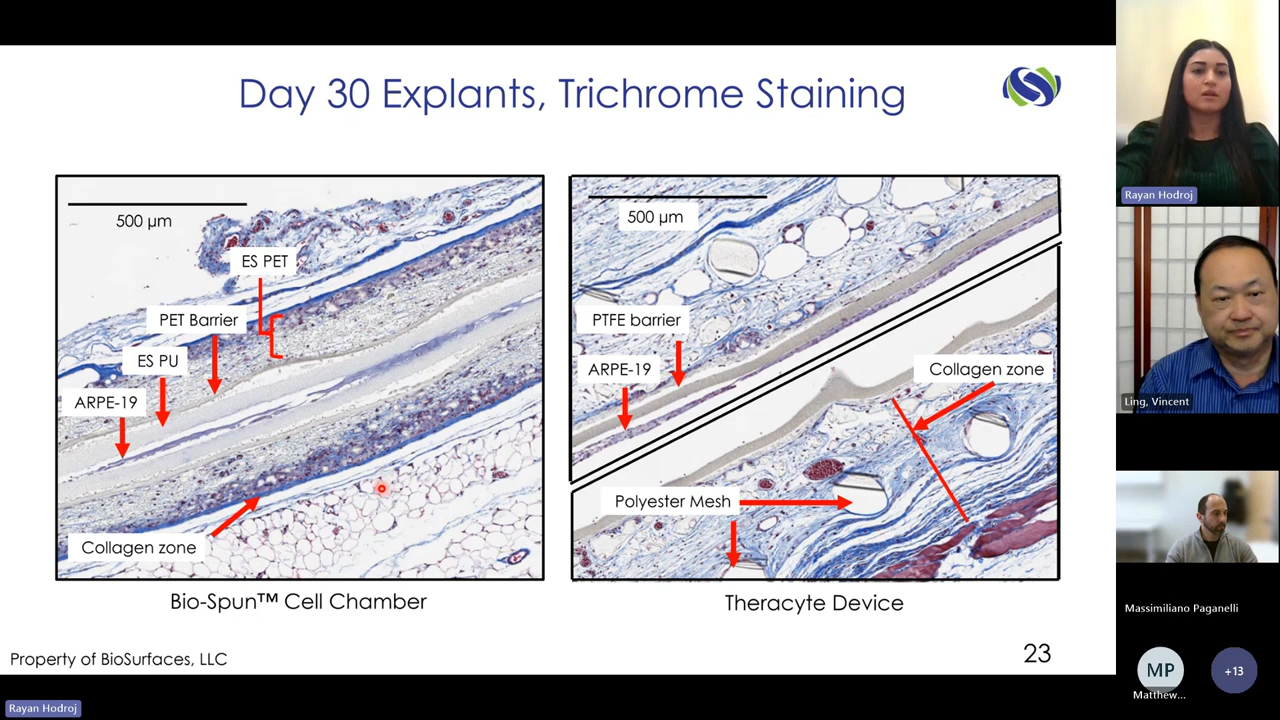 Day 30 Explants, Trichrome Staining
500 µm
ES PET
PET Barrier
ES PU
ARPE-19
Collagen zone
Bio-Spun™ Cell Chamber
500 µm
PTFE barrier
ARPE-19
Collagen zone
Polyester Mesh
Theracyte Device
Property of BioSurfaces, LLC
23
Rayan Hodroj
Rayan Hodroj
Ling, Vincent
Massimiliano Paganelli
MP
+13
Matthew...